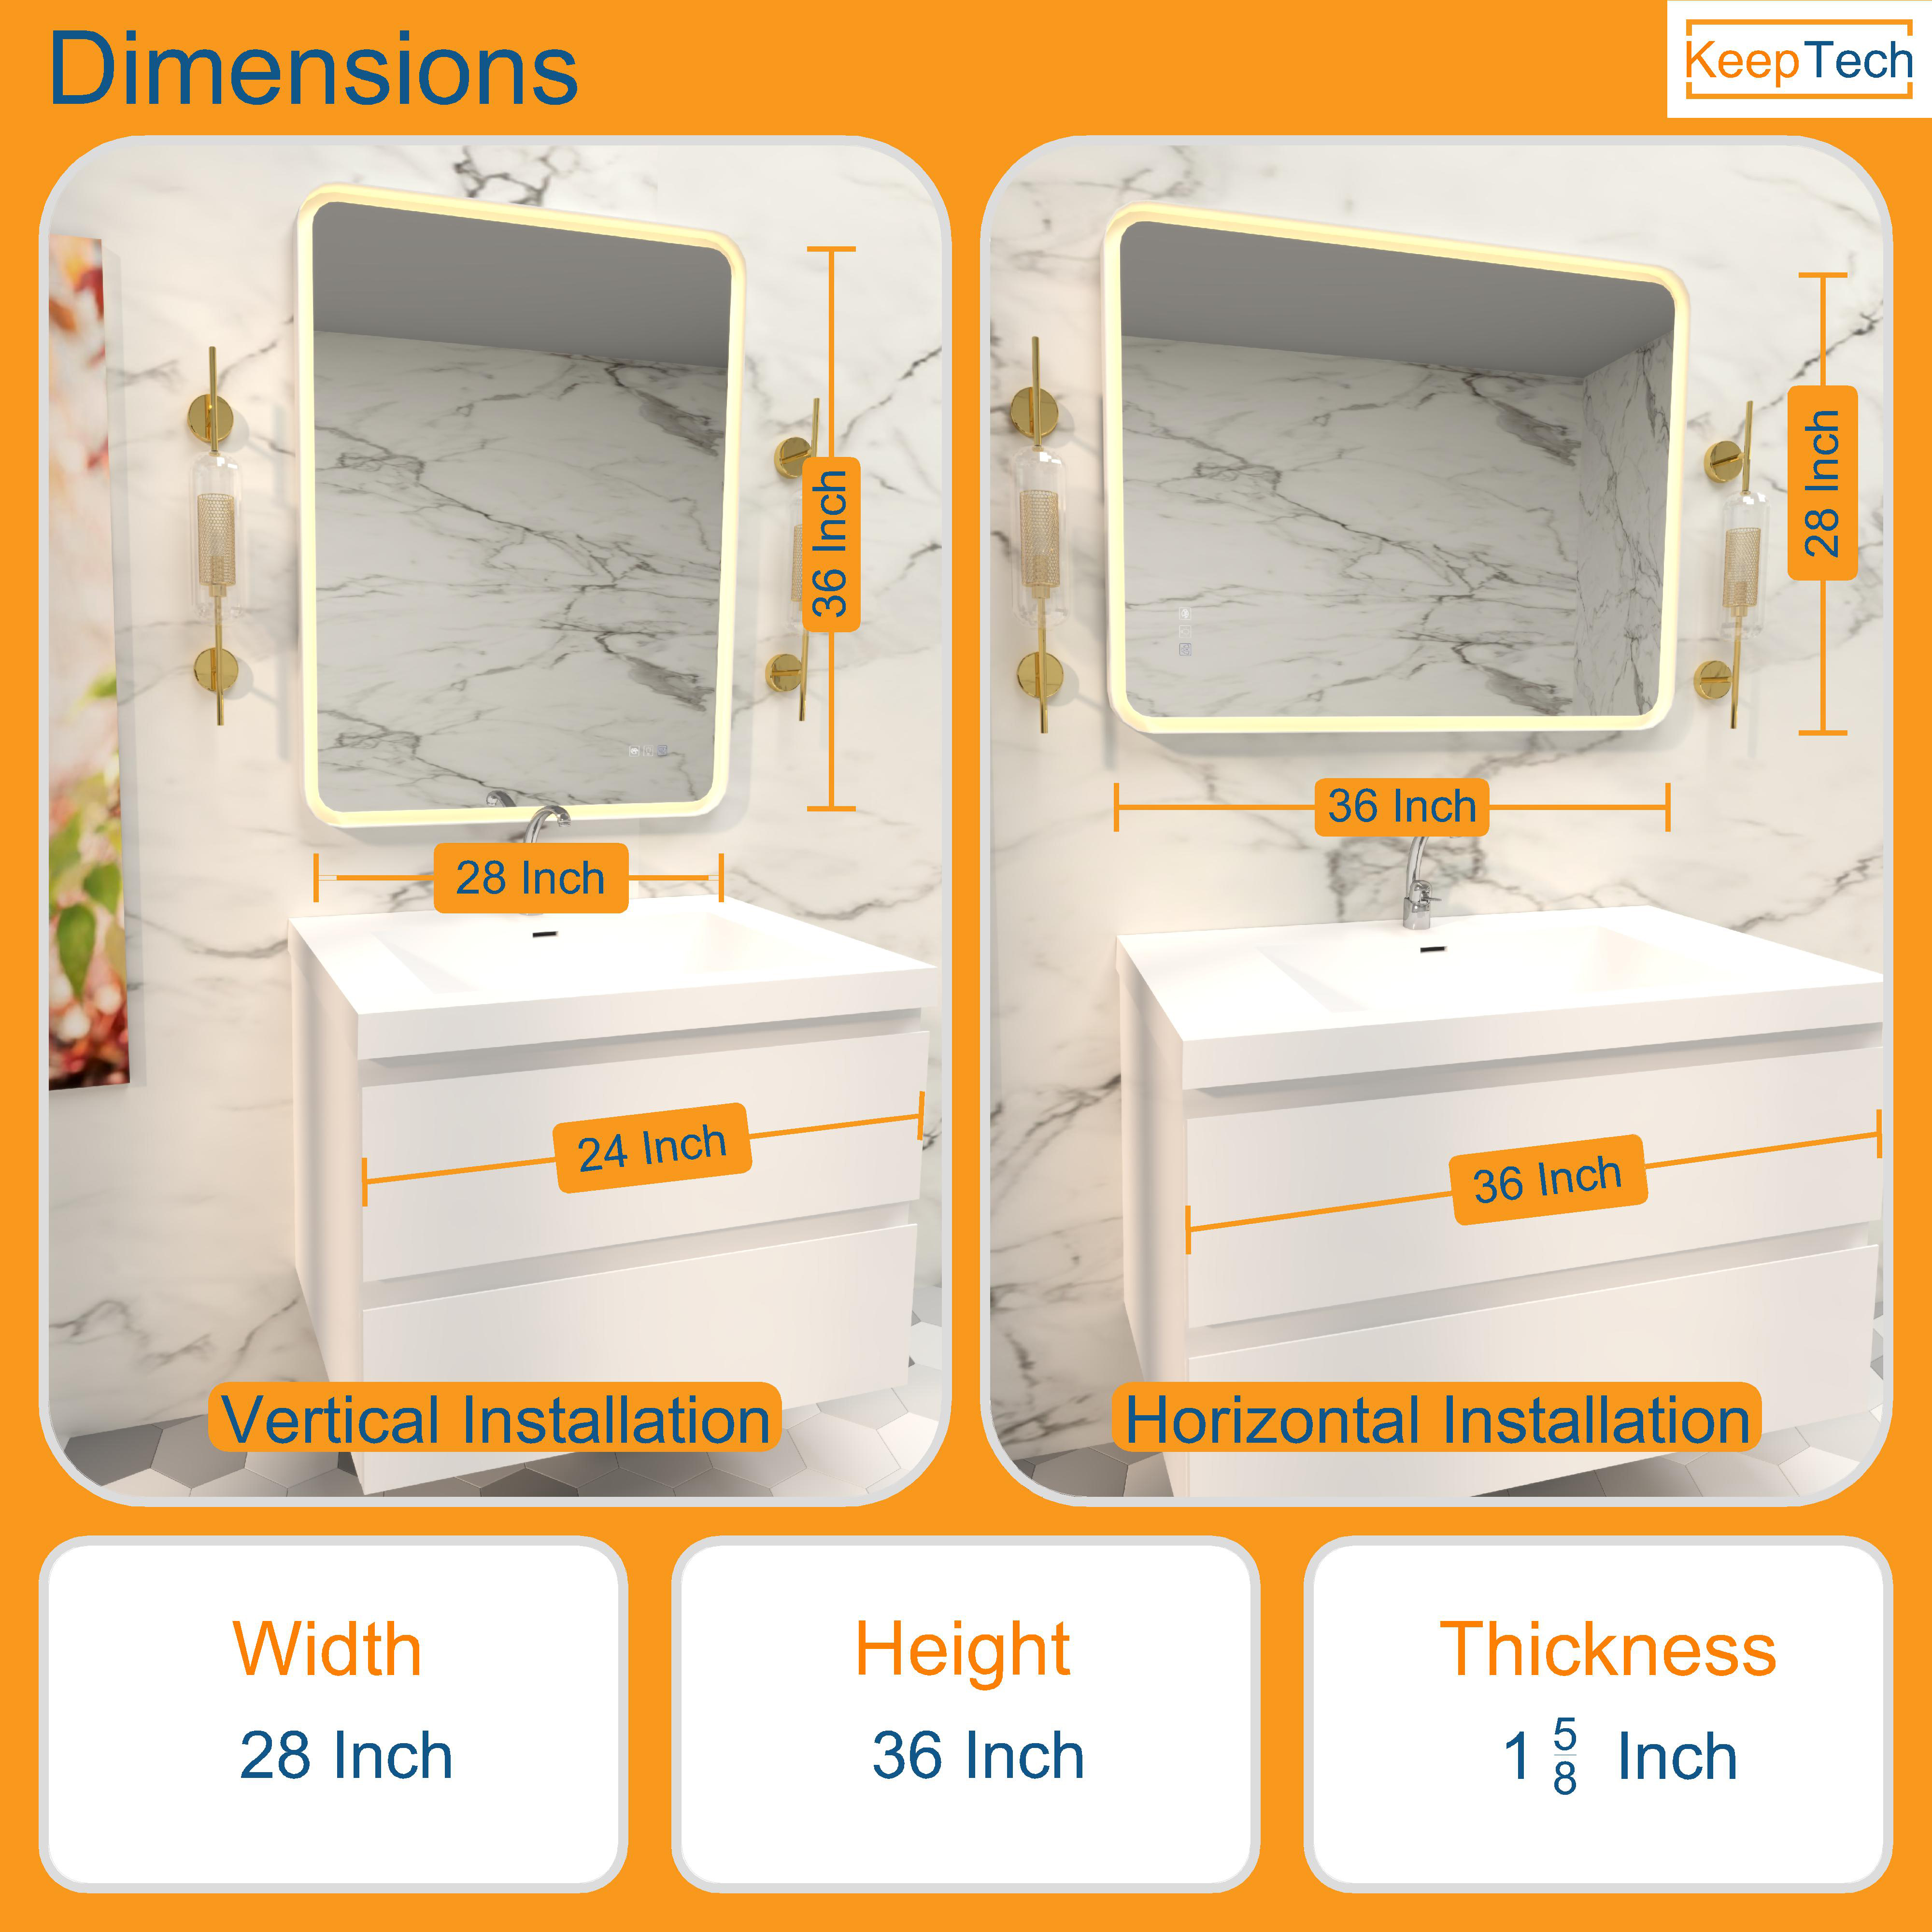 Dimensions
KeepTech
36 Inch
28 Inch
24 Inch
Vertical Installation
28 Inch
36 Inch
36 Inch
Horizontal Installation
Width
28 Inch
Height
36 Inch
Thickness
1 5/8 Inch